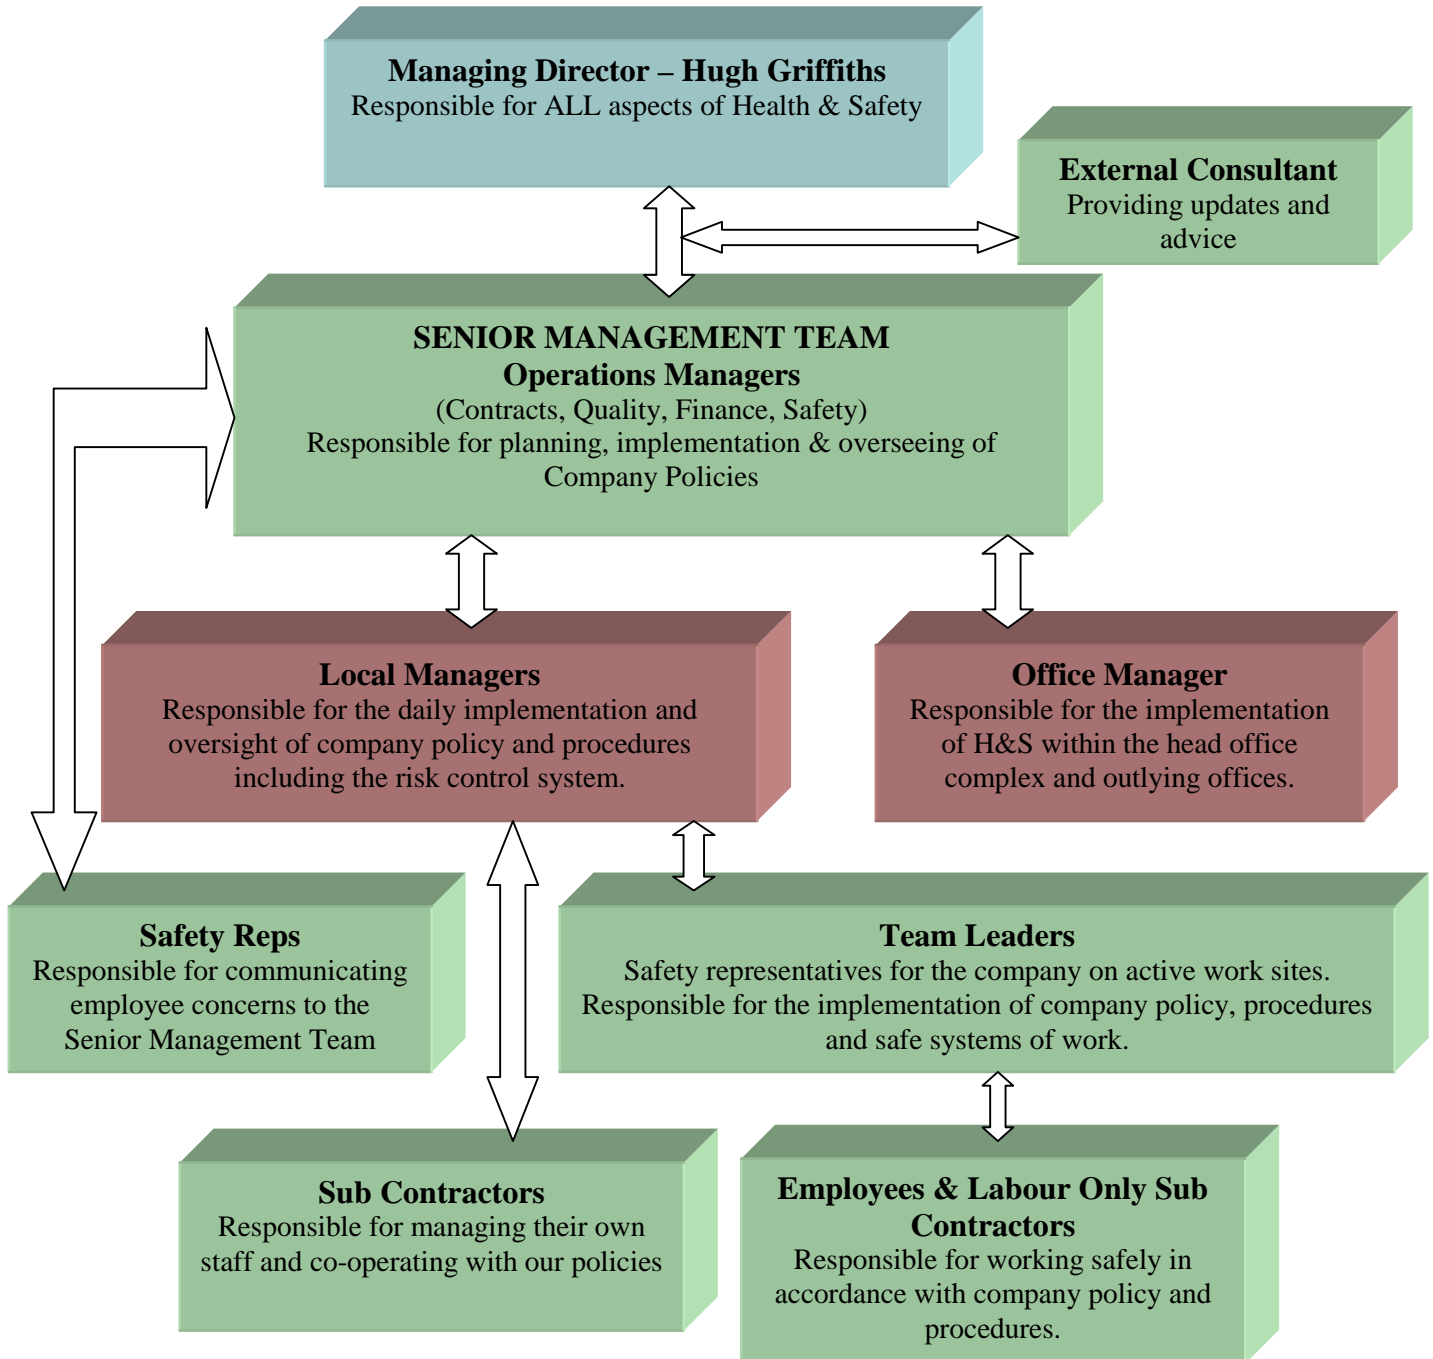 Managing Director – Hugh Griffiths
Responsible for ALL aspects of Health & Safety
External Consultant
Providing updates and
advice
SENIOR MANAGEMENT TEAM
Operations Managers
(Contracts, Quality, Finance, Safety)
Responsible for planning, implementation & overseeing of
Company Policies
Local Managers
Responsible for the daily implementation and
oversight of company policy and procedures
including the risk control system.
Office Manager
Responsible for the implementation
of H&S within the head office
complex and outlying offices.
Safety Reps
Responsible for communicating
employee concerns to the
Senior Management Team
Team Leaders
Safety representatives for the company on active work sites.
Responsible for the implementation of company policy, procedures
and safe systems of work.
Sub Contractors
Responsible for managing their own
staff and co-operating with our policies
Employees & Labour Only Sub
Contractors
Responsible for working safely in
accordance with company policy and
procedures.